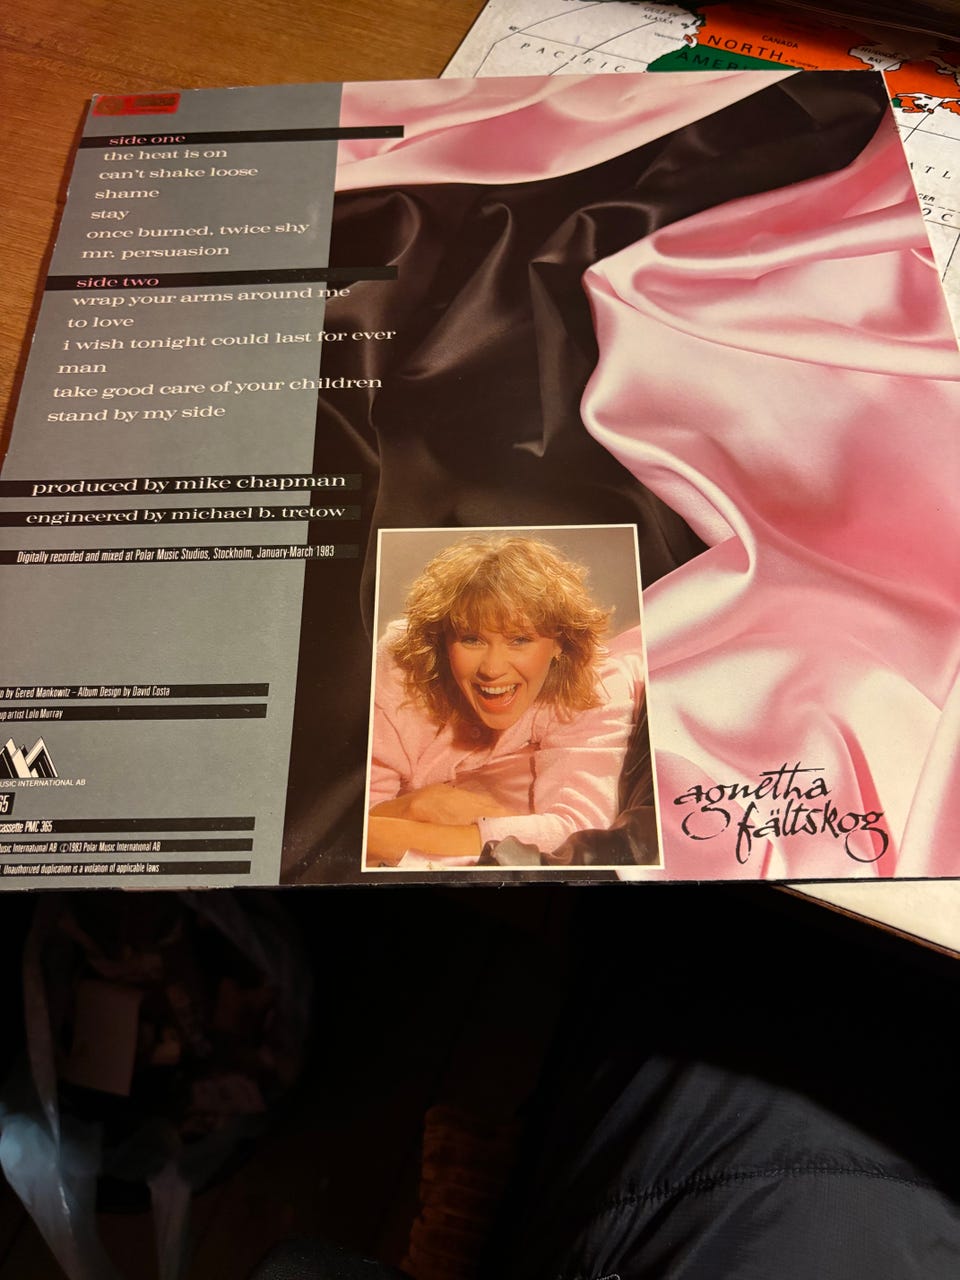 GULF OF
ALASKA
CANADA
NORTH
HUDSON
BAY
PACIFIC
side one
the heat is on
can't shake loose
shame
stay
once burned, twice shy
mr. persuasion
side two
wrap your arms around me
to love
i wish tonight could last for ever
man
take good care of your children
stand by my side
produced by mike chapman
engineered by michael b. tretow
Digitally recorded and mixed at Polar Music Studios, Stockholm, January-March 1983
by Gered Mankowitz – Album Design by David Costa
artist Lolo Murray
INTERNATIONAL AB
65
cassette PMC 365
International AB ©1983 Polar Music International AB
Unauthorized duplication is a violation of applicable laws
agnetha
fältskog